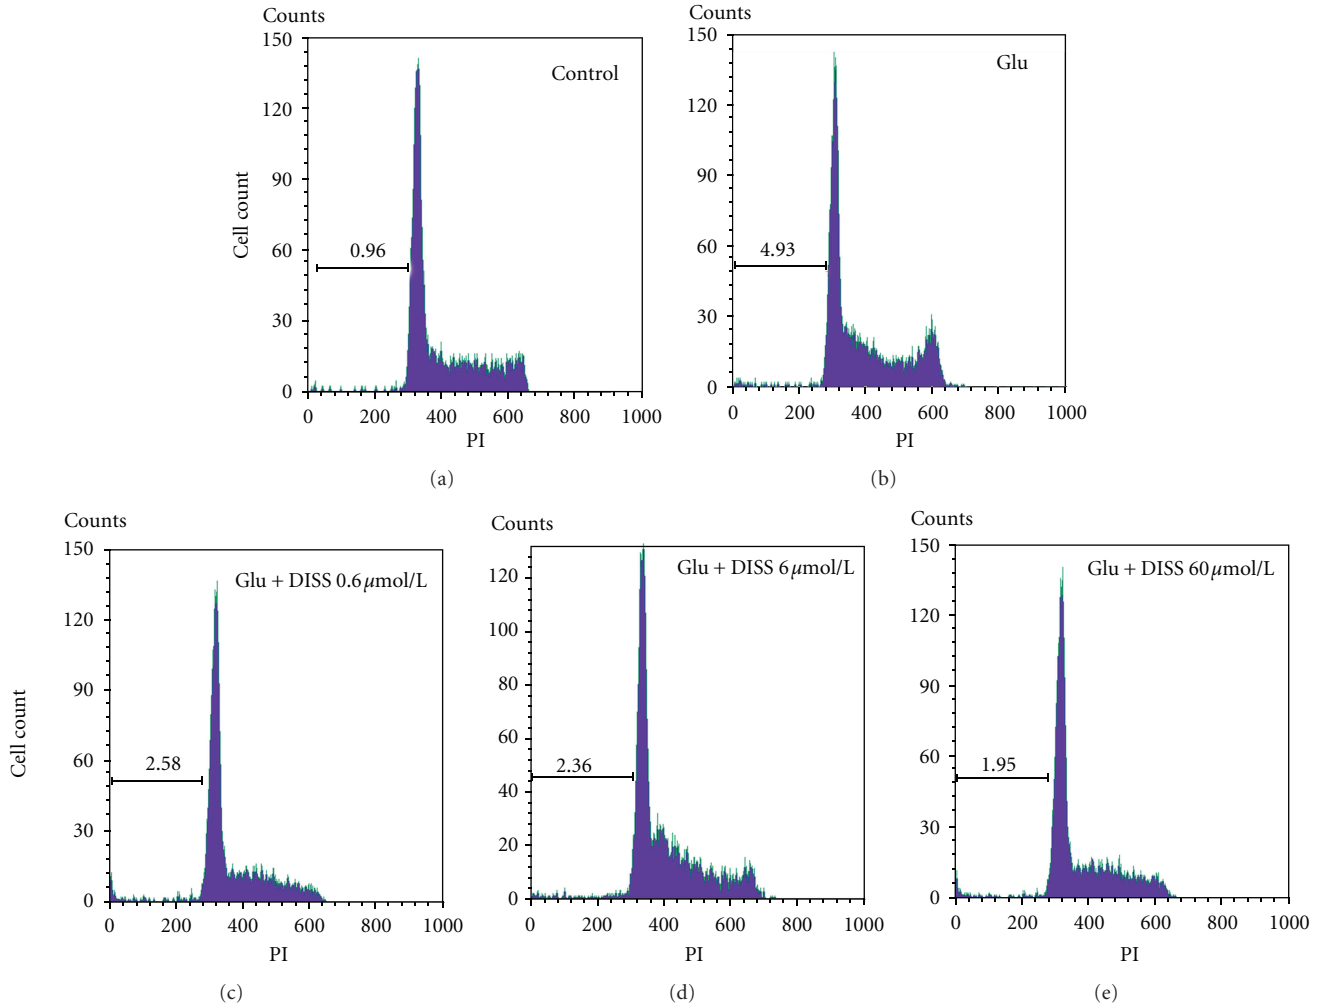 Counts
150
120
90
60
30
0
Cell count
Control
0.96
0 200 400 600 800 1000
PI
(a)
Counts
150
120
90
60
30
0
Glu
4.93
0 200 400 600 800 1000
PI
(b)
Counts
150
120
90
60
30
0
Cell count
Glu + DISS 0.6 μmol/L
2.58
0 200 400 600 800 1000
PI
(c)
Counts
120
100
80
60
40
20
0
Glu + DISS 6 μmol/L
2.36
0 200 400 600 800 1000
PI
(d)
Counts
150
120
90
60
30
0
Glu + DISS 60 μmol/L
1.95
0 200 400 600 800 1000
PI
(e)